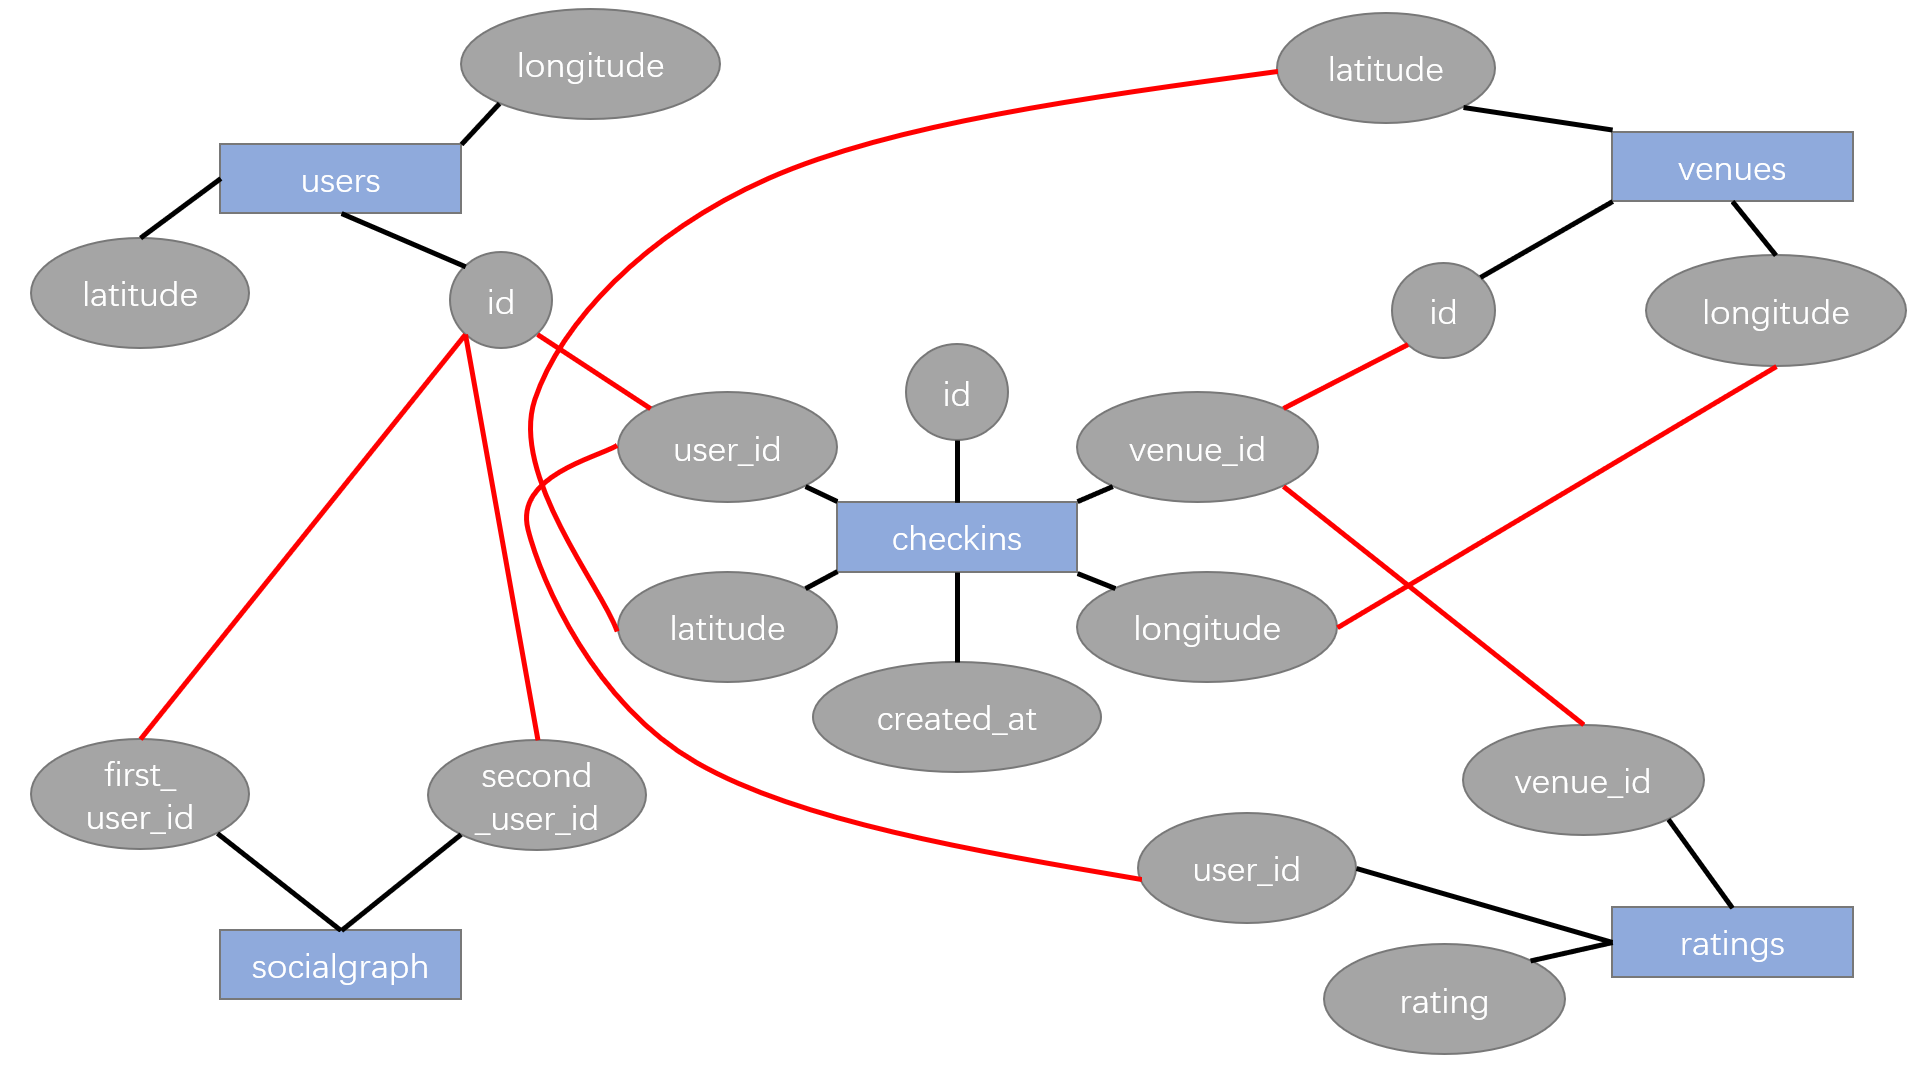 longitude
latitude
users
venues
latitude
id
id
longitude
id
user_id
venue_id
checkins
latitude
longitude
created_at
first_
user_id
second
_user_id
venue_id
user_id
ratings
socialgraph
rating